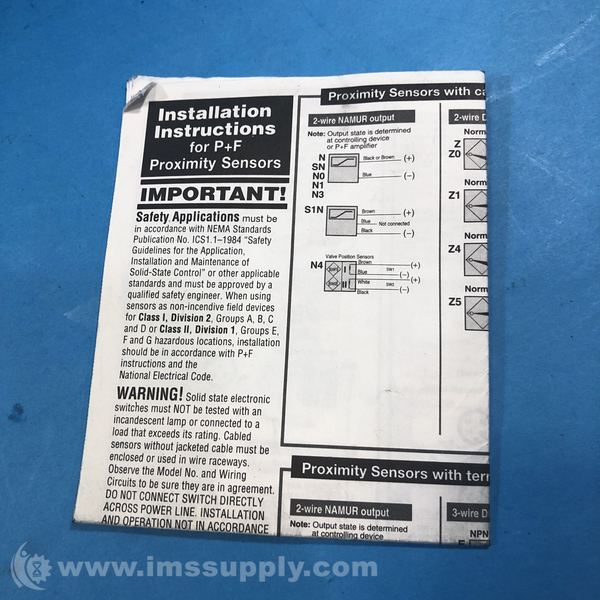 Installation
Instructions
for P+F
Proximity Sensors
IMPORTANT!
Safety Applications must be
in accordance with NEMA Standards
Publication No. ICS1.1–1984 "Safety
Guidelines for the Application,
Installation and Maintenance of
Solid-State Control" or other applicable
standards and must be approved by a
qualified safety engineer. When using
sensors as non-incendive field devices
for Class I, Division 2, Groups A, B, C
and D or Class II, Division 1, Groups E,
F and G hazardous locations, installation
should be in accordance with P+F
instructions and the
National Electrical Code.
WARNING! Solid state electronic
switches must NOT be tested with an
incandescent lamp or connected to a
load that exceeds its rating. Cabled
sensors without jacketed cable must be
enclosed or used in wire raceways.
Observe the Model No. and Wiring
Circuits to be sure they are in agreement.
DO NOT CONNECT SWITCH DIRECTLY
ACROSS POWER LINE. INSTALLATION
AND OPERATION NOT IN ACCORDANCE
Proximity Sensors with ca
2-wire NAMUR output
Note: Output state is determined
at controlling device
or P+F amplifier
N
SN
N0
N1
N3
Black or Brown (+)
Blue (−)
S1N
Brown (+)
Blue Not connected
Black (−)
Valve Position Sensors
N4
Brown (+)
Blue SW1 (−)
White SW2 (+)
Black (−)
2-wire D
Norm
Z
Z0
Norm
Z1
Norm
Z4
Norm
Z5
Proximity Sensors with terr
2-wire NAMUR output
Note: Output state is determined
at controlling device
3-wire D
NPN
E
©www.imssupply.com/